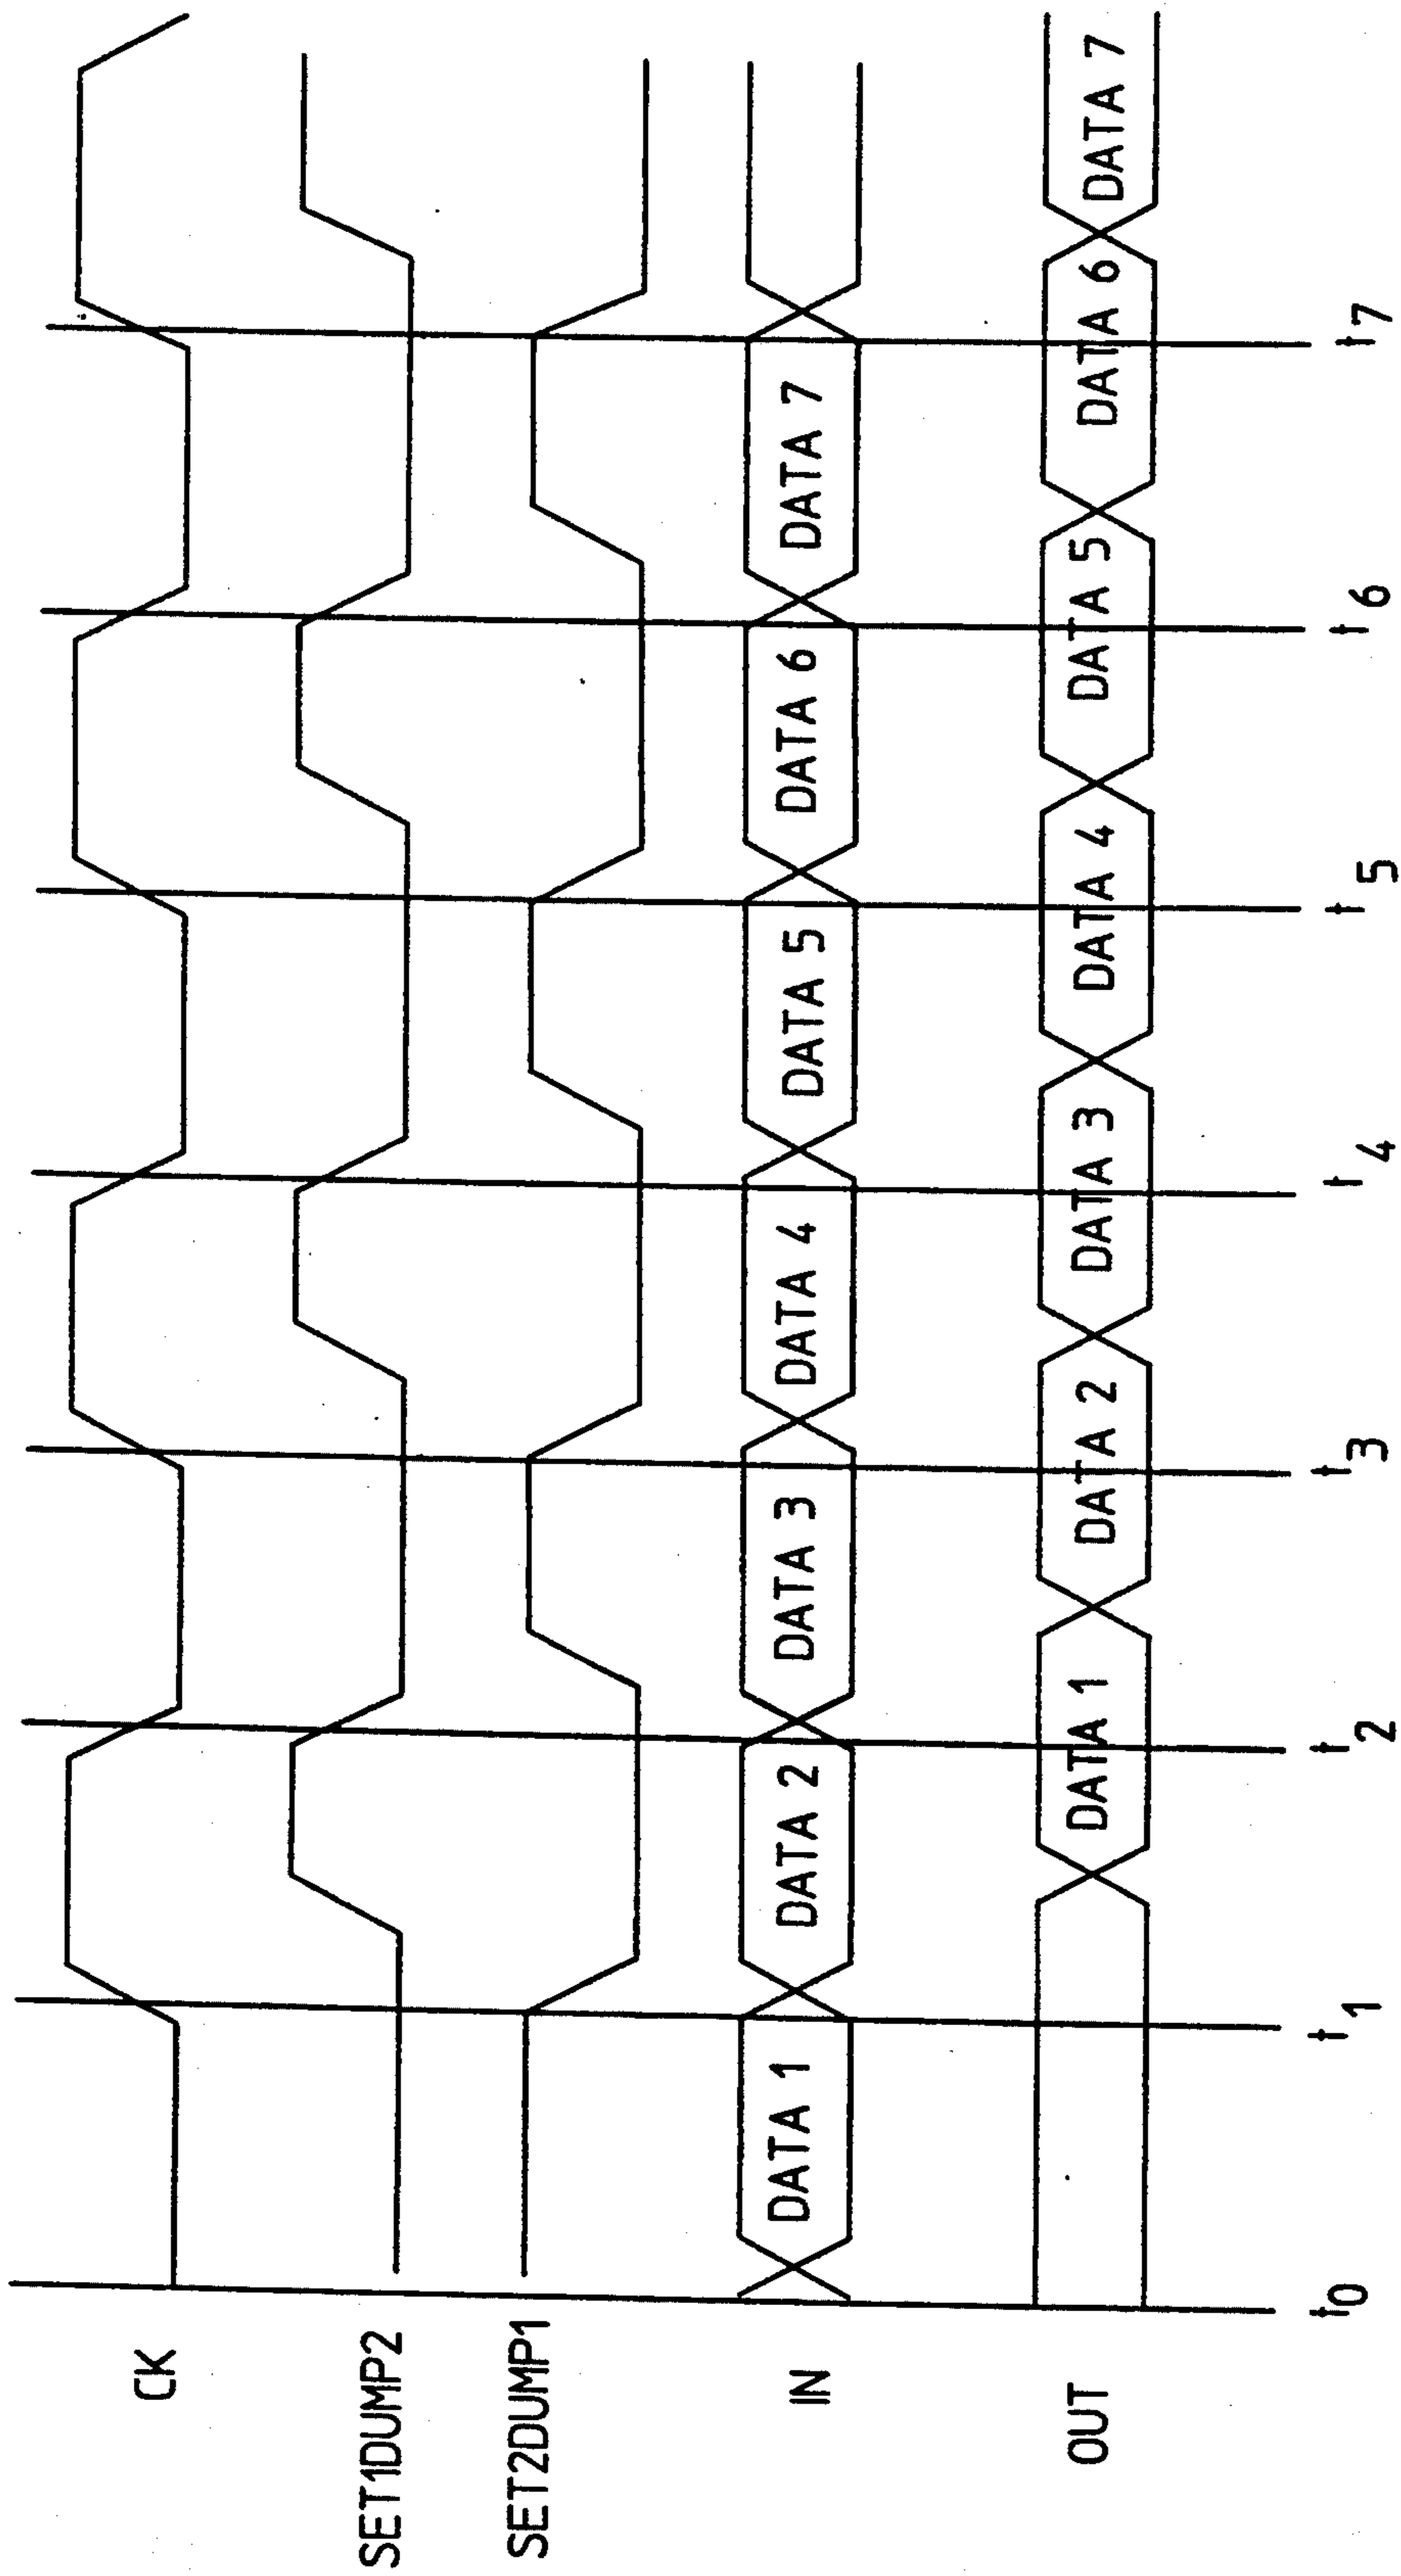 CK
SET1DUMP2
SET2DUMP1
IN
DATA 1
DATA 2
DATA 3
DATA 4
DATA 5
DATA 6
DATA 7
OUT
DATA 1
DATA 2
DATA 3
DATA 4
DATA 5
DATA 6
DATA 7
t0
t1
t2
t3
t4
t5
t6
t7